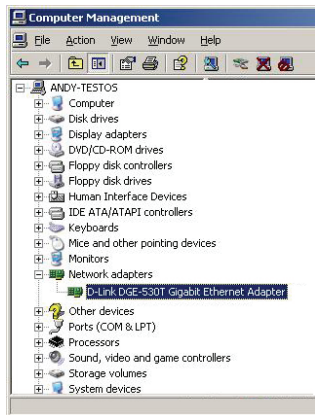 Computer Management
File Action View Window Help
ANDY-TESTOS
Computer
Disk drives
Display adapters
DVD/CD-ROM drives
Floppy disk controllers
Floppy disk drives
Human Interface Devices
IDE ATA/ATAPI controllers
Keyboards
Mice and other pointing devices
Monitors
Network adapters
D-Link DGE-530T Gigabit Ethernet Adapter
Other devices
Ports (COM & LPT)
Processors
Sound, video and game controllers
Storage volumes
System devices